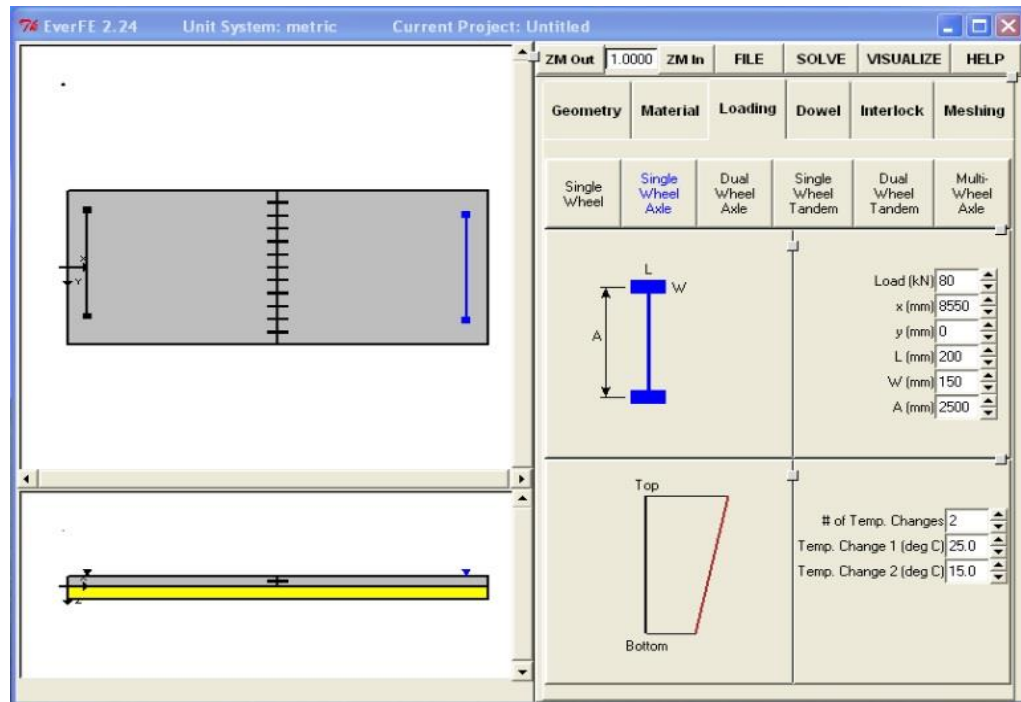 7% EverFE 2.24 Unit System: metric Current Project: Untitled
ZM Out 1.0000 ZM In FILE SOLVE VISUALIZE HELP
Geometry Material Loading Dowel Interlock Meshing
Single Wheel
Single Wheel Axle
Dual Wheel Axle
Single Wheel Tandem
Dual Wheel Tandem
Multi-Wheel Axle
X
Y
L
W
A
Load (kN) 80
x (mm) 8550
y (mm) 0
L (mm) 200
W (mm) 150
A (mm) 2500
X
Z
Top
Bottom
# of Temp. Changes 2
Temp. Change 1 (deg C) 25.0
Temp. Change 2 (deg C) 15.0